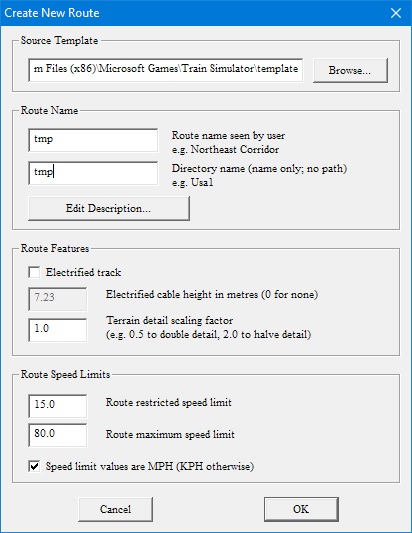 Create New Route
Source Template
m Files (x86)\Microsoft Games\Train Simulator\template
Browse...
Route Name
tmp
Route name seen by user
e.g. Northeast Corridor
tmp
Directory name (name only; no path)
e.g. Usa1
Edit Description...
Route Features
Electrified track
7.23
Electrified cable height in metres (0 for none)
1.0
Terrain detail scaling factor
(e.g. 0.5 to double detail, 2.0 to halve detail)
Route Speed Limits
15.0
Route restricted speed limit
80.0
Route maximum speed limit
Speed limit values are MPH (KPH otherwise)
Cancel
OK